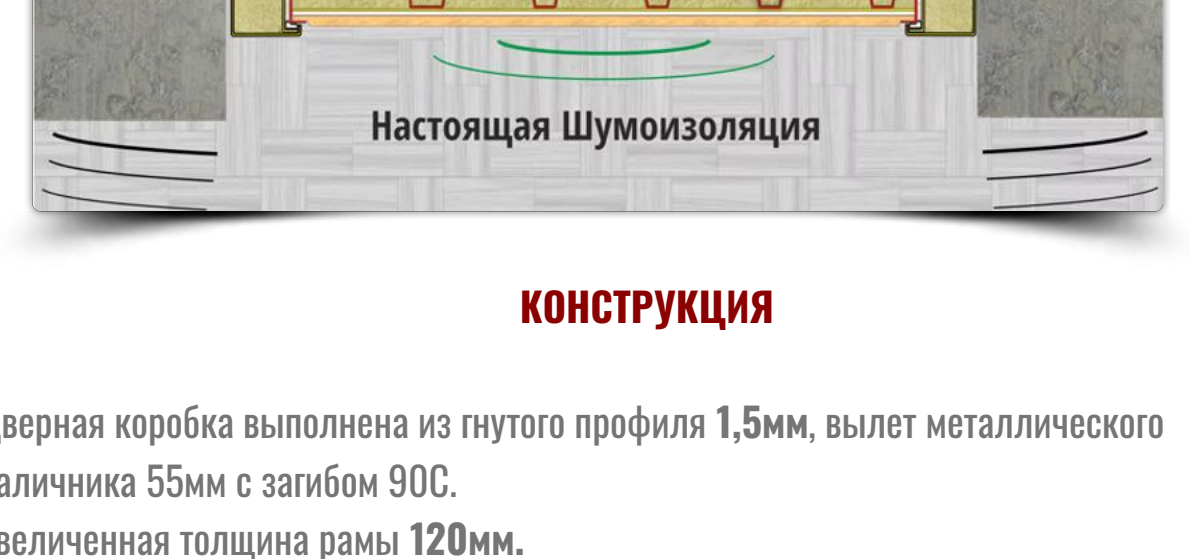 Настоящая Шумоизоляция
КОНСТРУКЦИЯ
дверная коробка выполнена из гнутого профиля 1,5мм, вылет металлического
аличника 55мм с загибом 90С.
величенная толщина рамы 120мм.